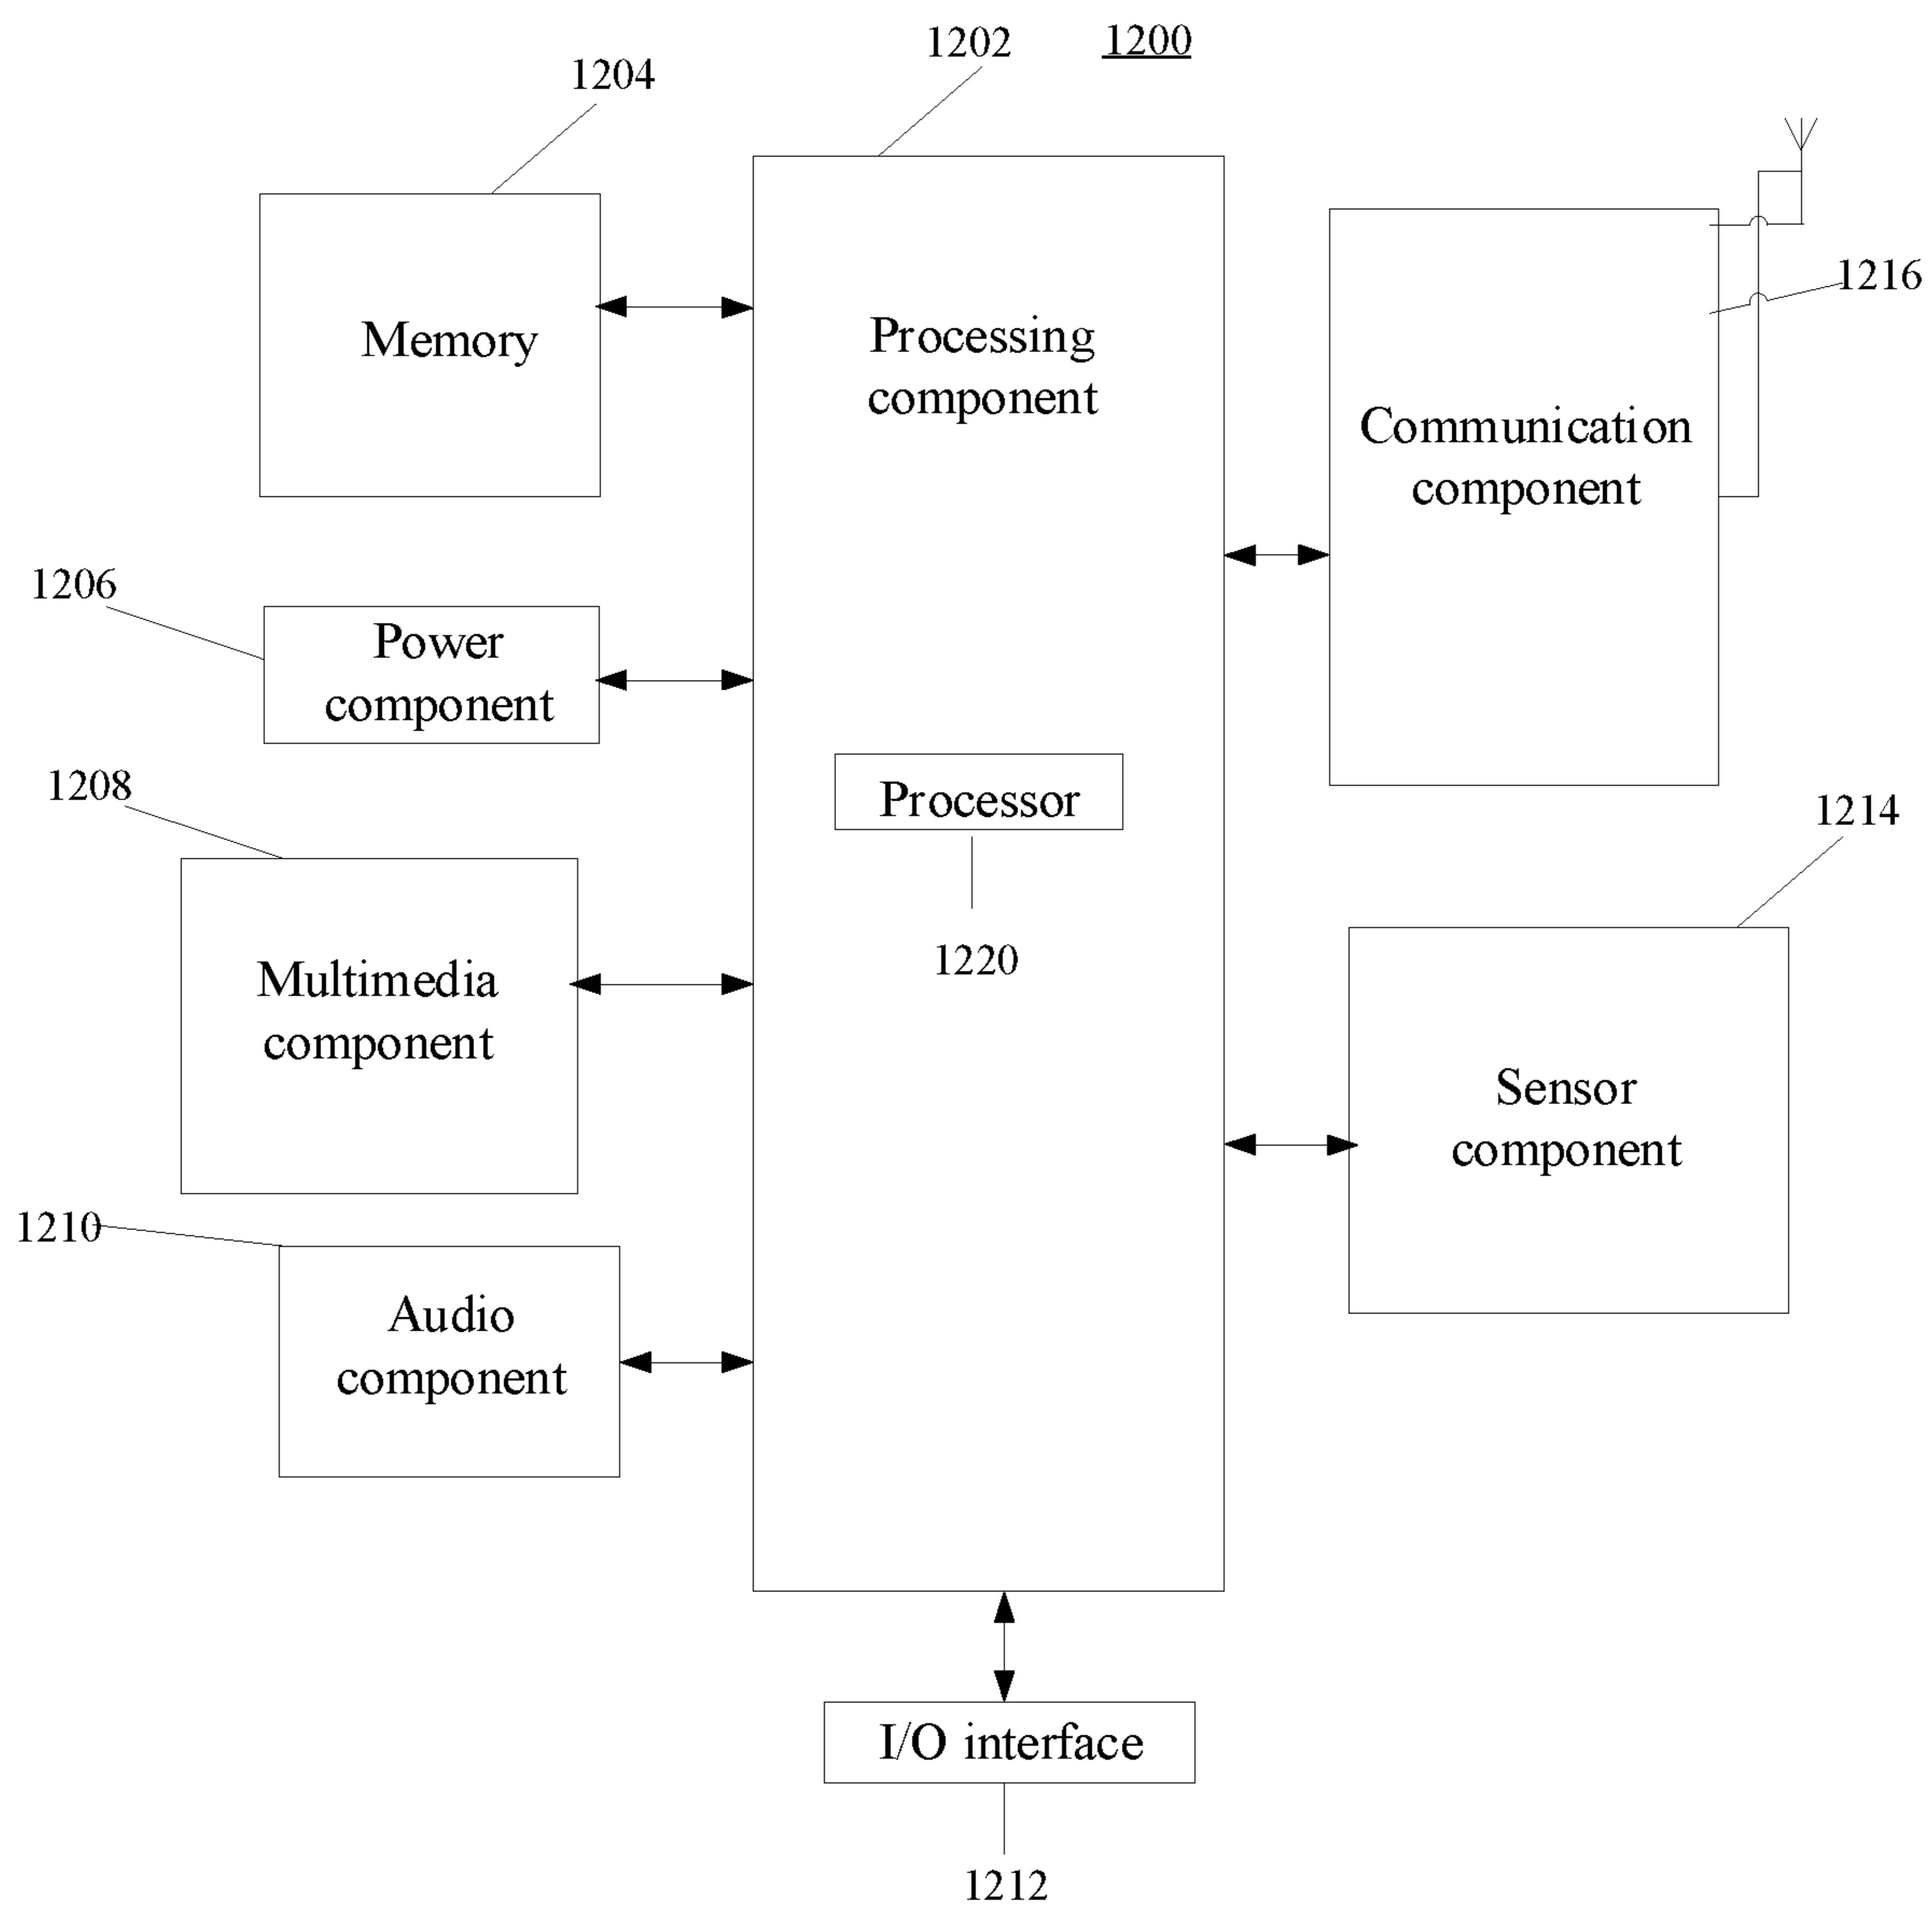 1202
1200
1204
Memory
Processing
component
1216
Communication
component
1206
Power
component
1208
Processor
1214
1220
Multimedia
component
Sensor
component
1210
Audio
component
I/O interface
1212